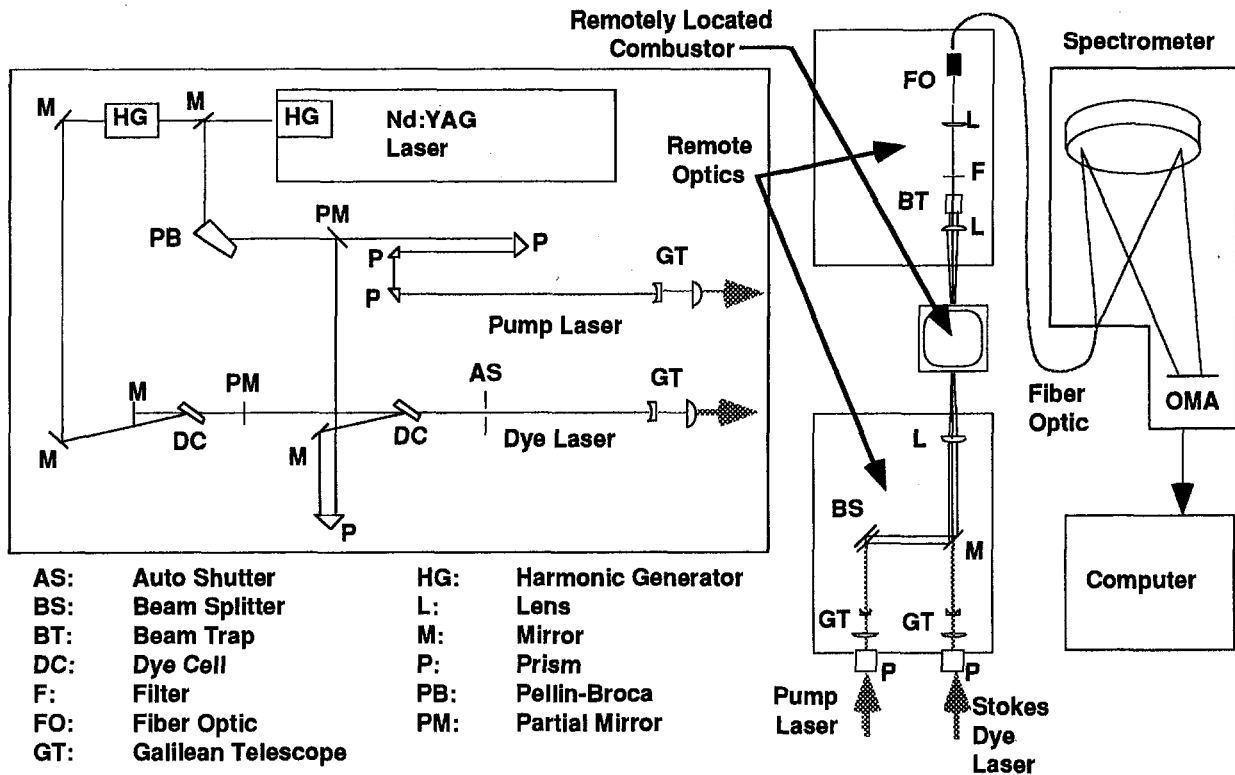 Remotely Located
Combustor
Spectrometer
M
HG
M
HG
Nd:YAG
Laser
FO
L
Remote
Optics
F
BT
L
PB
PM
P
P
P
GT
Pump Laser
M
PM
AS
GT
DC
DC
Dye Laser
M
M
P
Fiber
Optic
OMA
L
BS
M
GT
GT
P
P
Pump
Laser
Stokes
Dye
Laser
Computer
AS: Auto Shutter
BS: Beam Splitter
BT: Beam Trap
DC: Dye Cell
F: Filter
FO: Fiber Optic
GT: Galilean Telescope
HG: Harmonic Generator
L: Lens
M: Mirror
P: Prism
PB: Pellin-Broca
PM: Partial Mirror